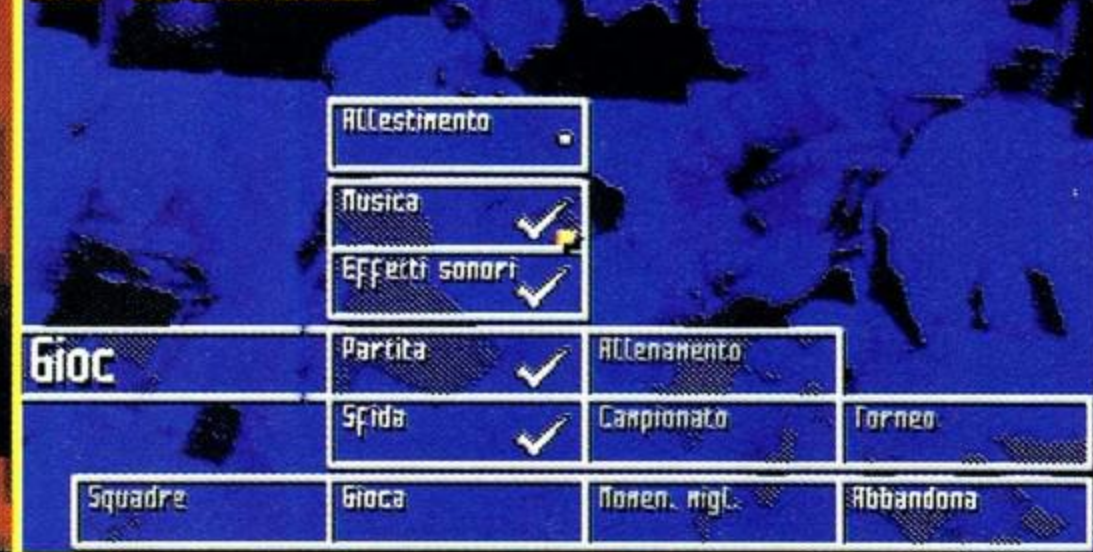 Allestimento
Musica
Effetti sonori
Gioc
Partita
Allenamento
Sfida
Campionato
Torneo
Squadre
Gioca
Momen. migl.
Abbandona